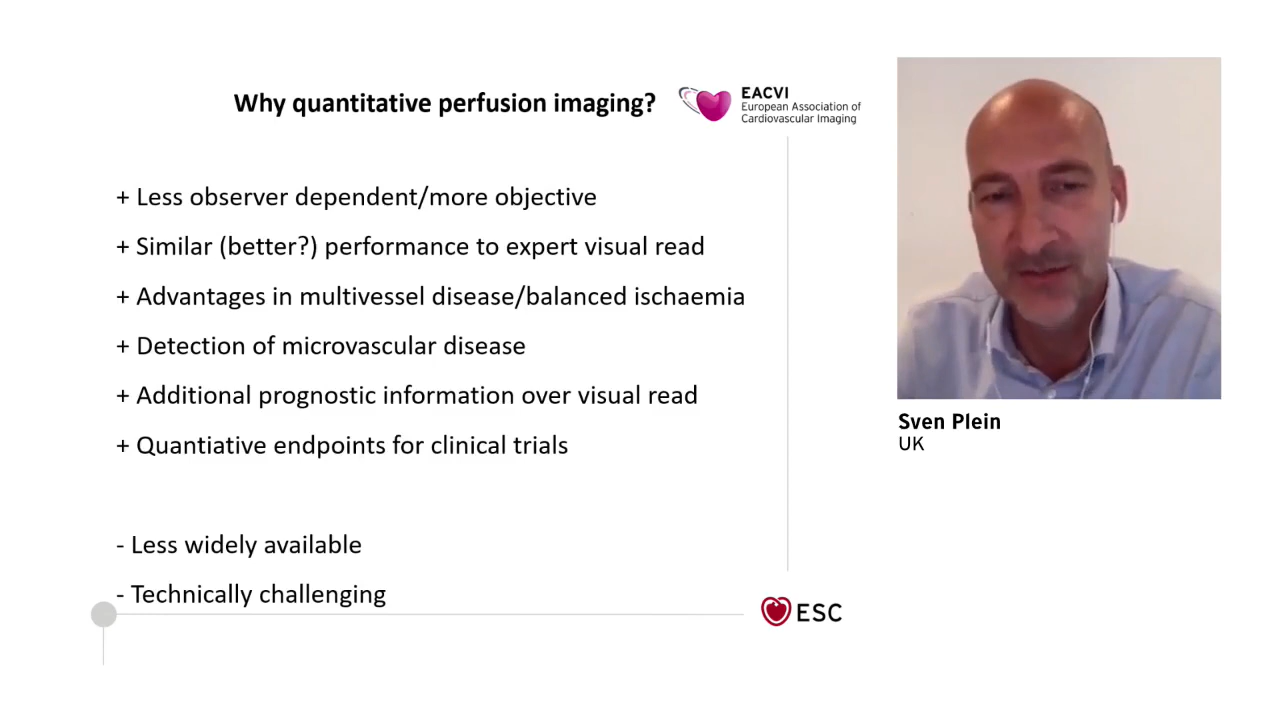 Why quantitative perfusion imaging?
EACVI
European Association of
Cardiovascular Imaging
+ Less observer dependent/more objective
+ Similar (better?) performance to expert visual read
+ Advantages in multivessel disease/balanced ischaemia
+ Detection of microvascular disease
+ Additional prognostic information over visual read
+ Quantiative endpoints for clinical trials
- Less widely available
- Technically challenging
ESC
Sven Plein
UK